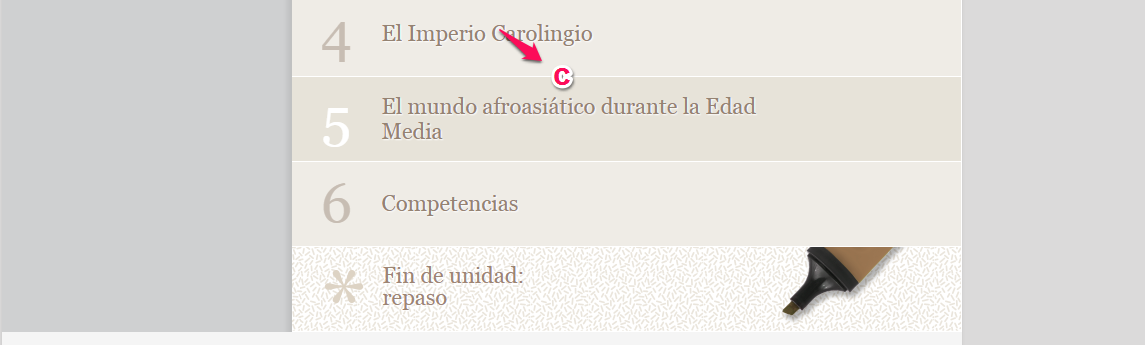 4 El Imperio Carolingio
C
5 El mundo afroasiático durante la Edad
Media
6 Competencias
* Fin de unidad:
repaso